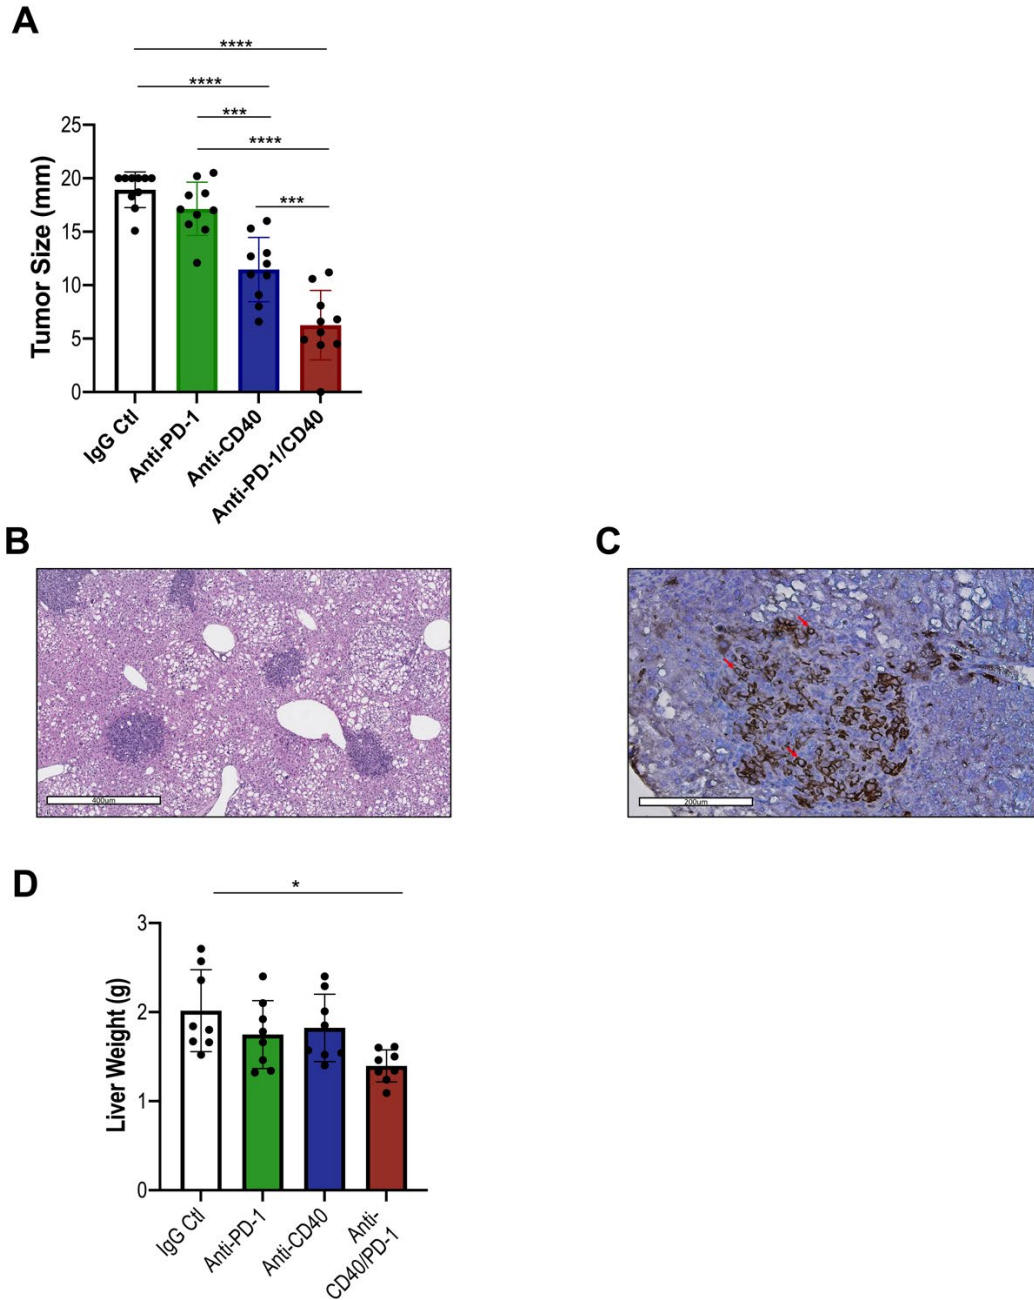 A
****
****
***
****
***
25
20
15
10
5
0
Tumor Size (mm)
IgG Ctl
Anti-PD-1
Anti-CD40
Anti-PD-1/CD40
B
400um
C
200um
D
*
3
2
1
0
Liver Weight (g)
IgG Ctl
Anti-PD-1
Anti-CD40
Anti-
CD40/PD-1